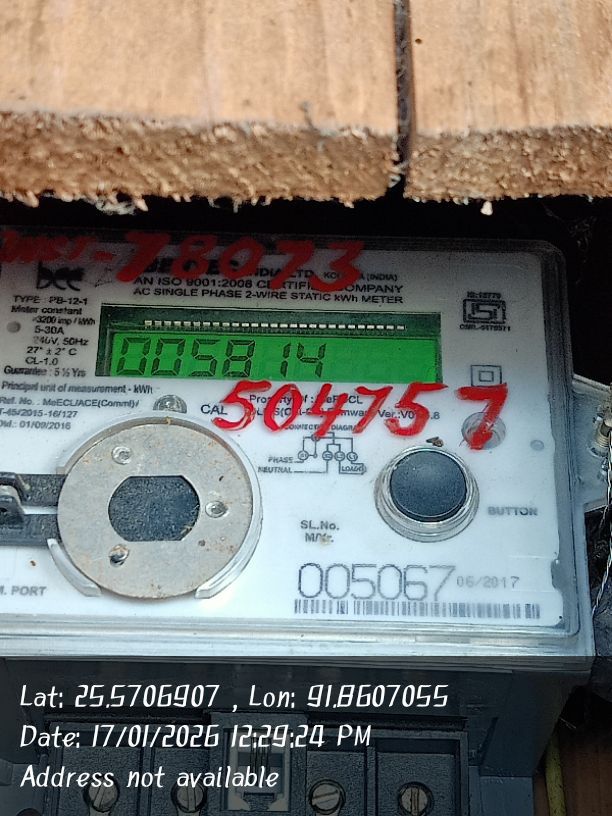 78073
bee
INDIA LTD. KOLKATA (INDIA)
AN ISO 9001:2008 CERTIFIED COMPANY
AC SINGLE PHASE 2-WIRE STATIC kWh METER
TYPE : PB-12-1
Meter constant
3200 imp / kWh
5-30A
240V, 50Hz
27° ± 2° C
CL-1.0
Guarantee : 5 ½ Yrs
005814
Principal unit of measurement - kWh
Ref. No. : MeECL/ACE(Comml)/
T-45/2015-16/127
Dtd.: 01/09/2016
CAL
504757
PHASE
NEUTRAL
LOAD
BUTTON
SL.No.
M/Yr.
005067 06/2017
M. PORT
Lat: 25.5706907 , Lon: 91.8607055
Date: 17/01/2026 12:29:24 PM
Address not available